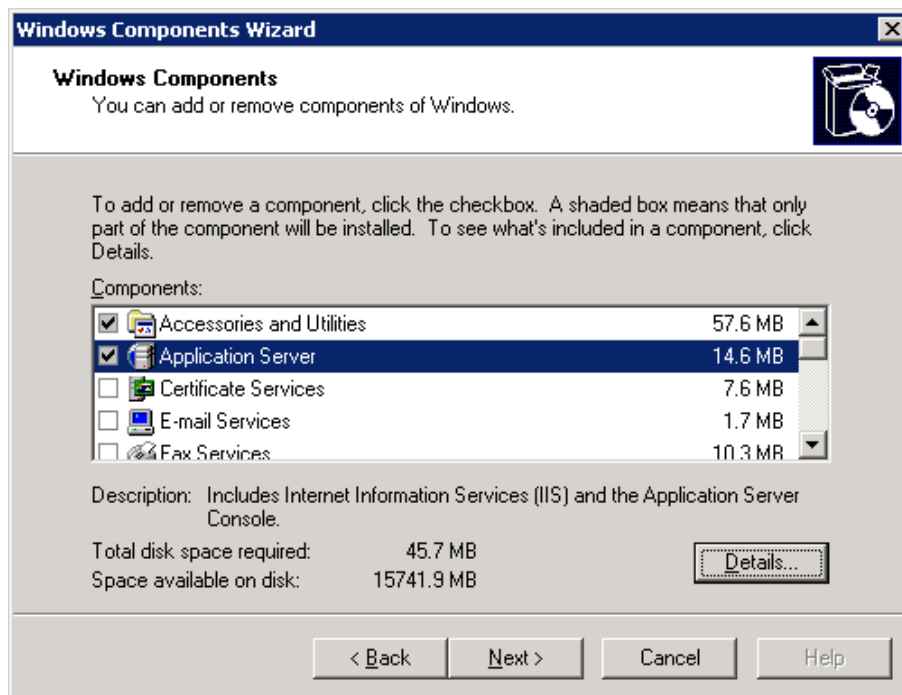 Windows Components Wizard
Windows Components
You can add or remove components of Windows.
To add or remove a component, click the checkbox. A shaded box means that only
part of the component will be installed. To see what's included in a component, click
Details.
Components:
Accessories and Utilities 57.6 MB
Application Server 14.6 MB
Certificate Services 7.6 MB
E-mail Services 1.7 MB
Fax Services 10.3 MB
Description: Includes Internet Information Services (IIS) and the Application Server
Console.
Total disk space required: 45.7 MB
Space available on disk: 15741.9 MB
Details...
< Back Next > Cancel Help